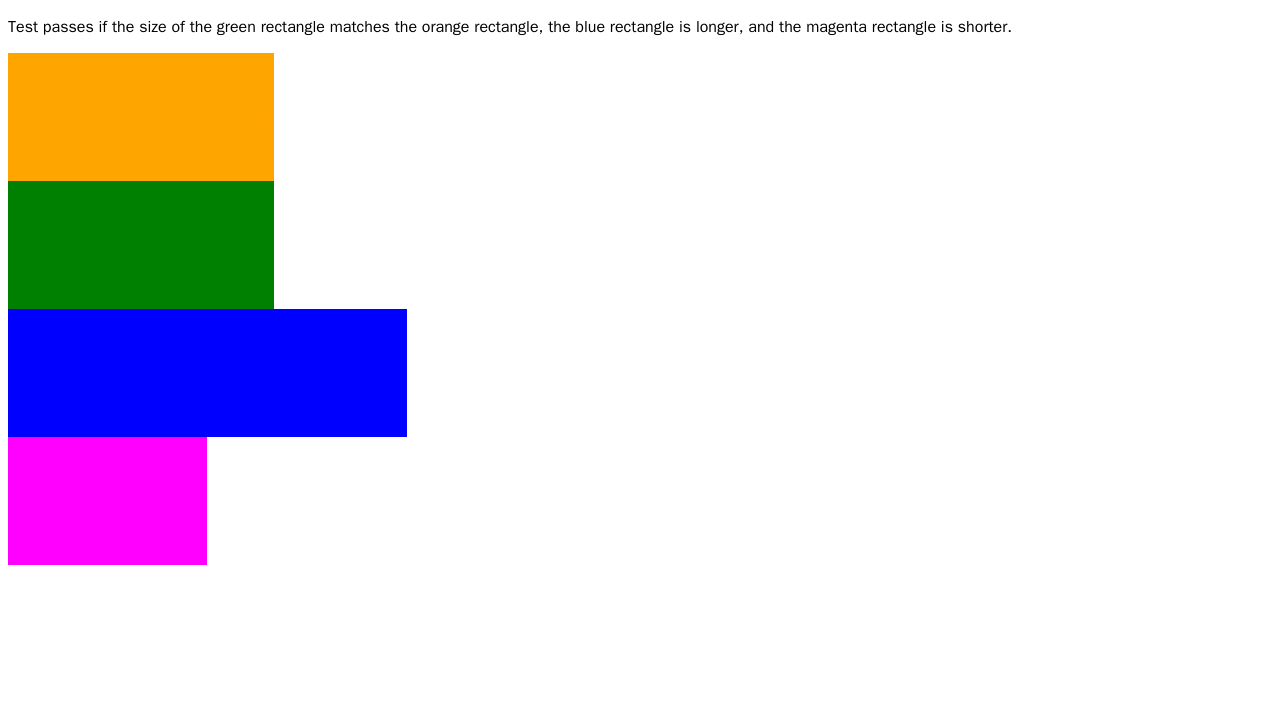 Test passes if the size of the green rectangle matches the orange rectangle, the blue rectangle is longer, and the magenta rectangle is shorter.